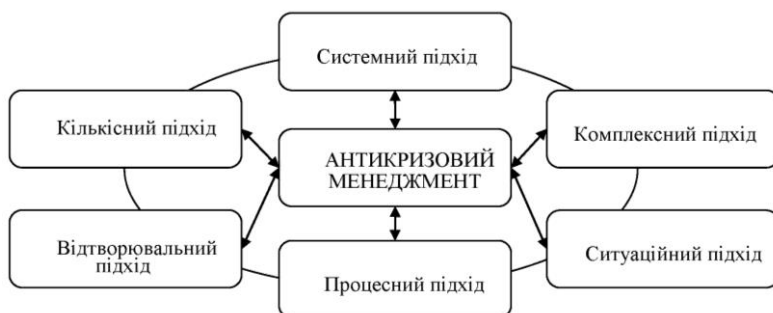 Системний підхід
Кількісний підхід
Комплексний підхід
АНТИКРИЗОВИЙ
МЕНЕДЖМЕНТ
Відтворювальний
підхід
Ситуаційний підхід
Процесний підхід